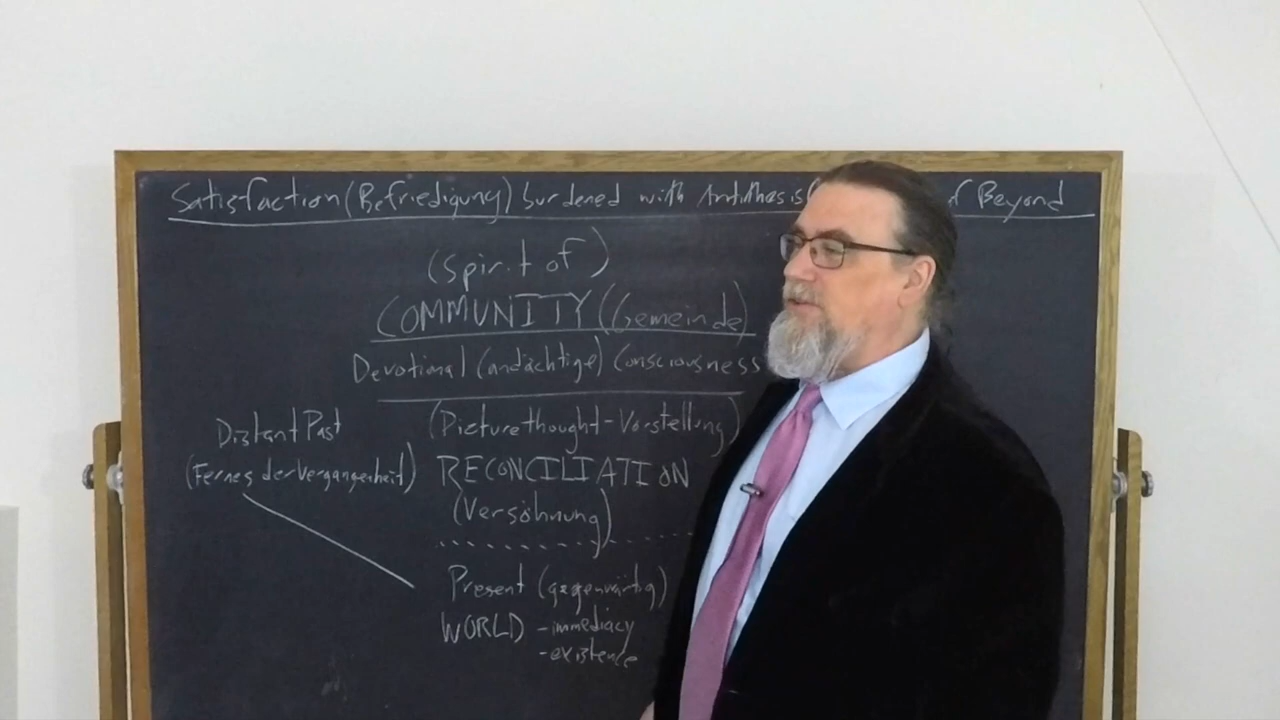 Satisfaction (Befriedigung) burdened with Antithesis ( of Beyond
(Spirit of)
COMMUNITY (Gemeinde)
Devotional (andächtige) Consciousness
(Picturethought-Vorstellung)
Distant Past
(Fernes der Vergangenheit)
RECONCILIATION
(Versöhnung)
Present (gegenwärtig)
WORLD -immediacy
-existence